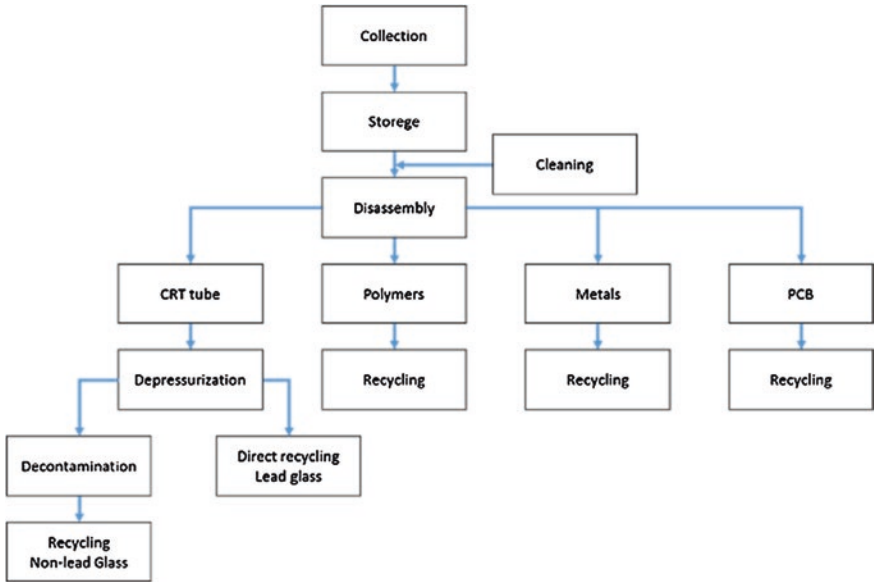 Collection
Storege
Cleaning
Disassembly
CRT tube
Polymers
Metals
PCB
Depressurization
Recycling
Recycling
Recycling
Decontamination
Direct recycling
Lead glass
Recycling
Non-lead Glass